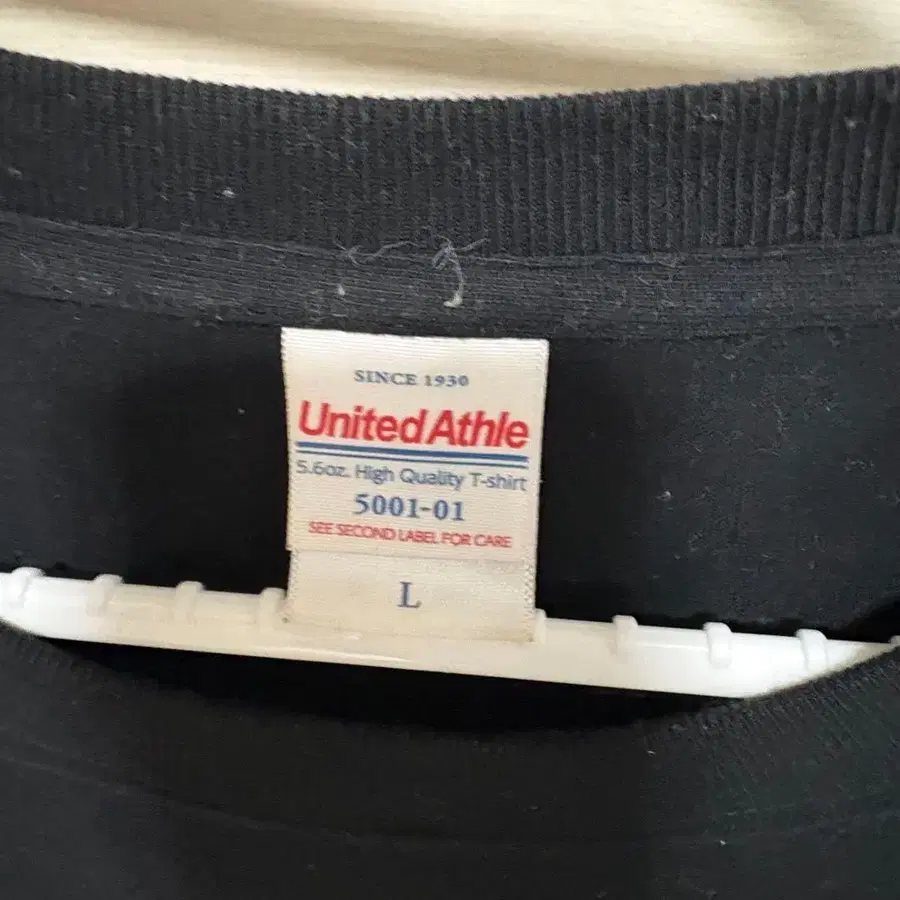 SINCE 1930
United Athle
5.6oz. High Quality T-shirt
5001-01
SEE SECOND LABEL FOR CARE
L